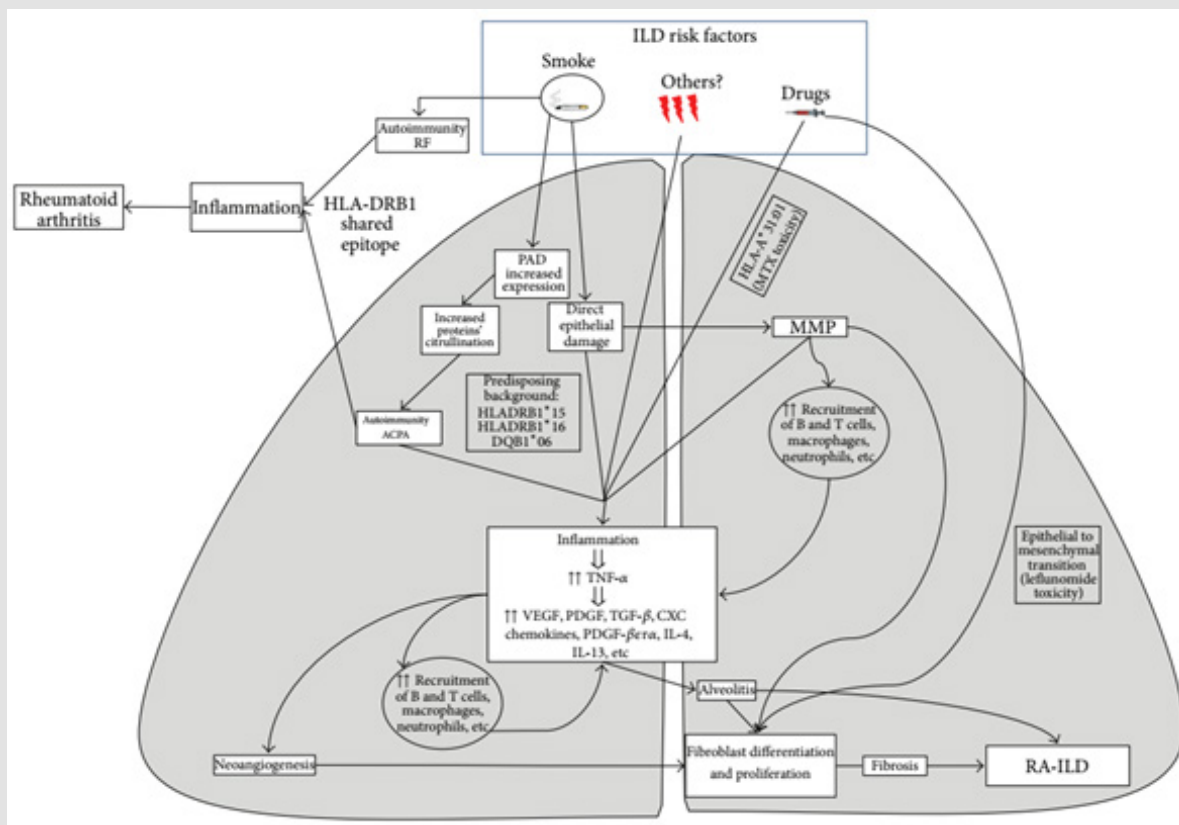 ILD risk factors
Smoke
Others?
Drugs
Autoimmunity
RF
Rheumatoid
arthritis
Inflammation
HLA-DRB1
shared
epitope
HLA-A*31:01
(MTX toxicity)
PAD
increased
expression
Increased
proteins'
citrullination
Direct
epithelial
damage
MMP
Predisposing
background:
HLADRB1*15
HLADRB1*16
DQB1*06
Autoimmunity
ACPA
↑↑ Recruitment
of B and T cells,
macrophages,
neutrophils, etc
Inflammation
⇓
↑↑ TNF-α
⇓
↑↑ VEGF, PDGF, TGF-β, CXC
chemokines, PDGF-βerα, IL-4,
IL-13, etc
Epithelial to
mesenchymal
transition
(leflunomide
toxicity)
↑↑ Recruitment
of B and T cells,
macrophages,
neutrophils, etc
Alveolitis
Neoangiogenesis
Fibroblast differentiation
and proliferation
Fibrosis
RA-ILD